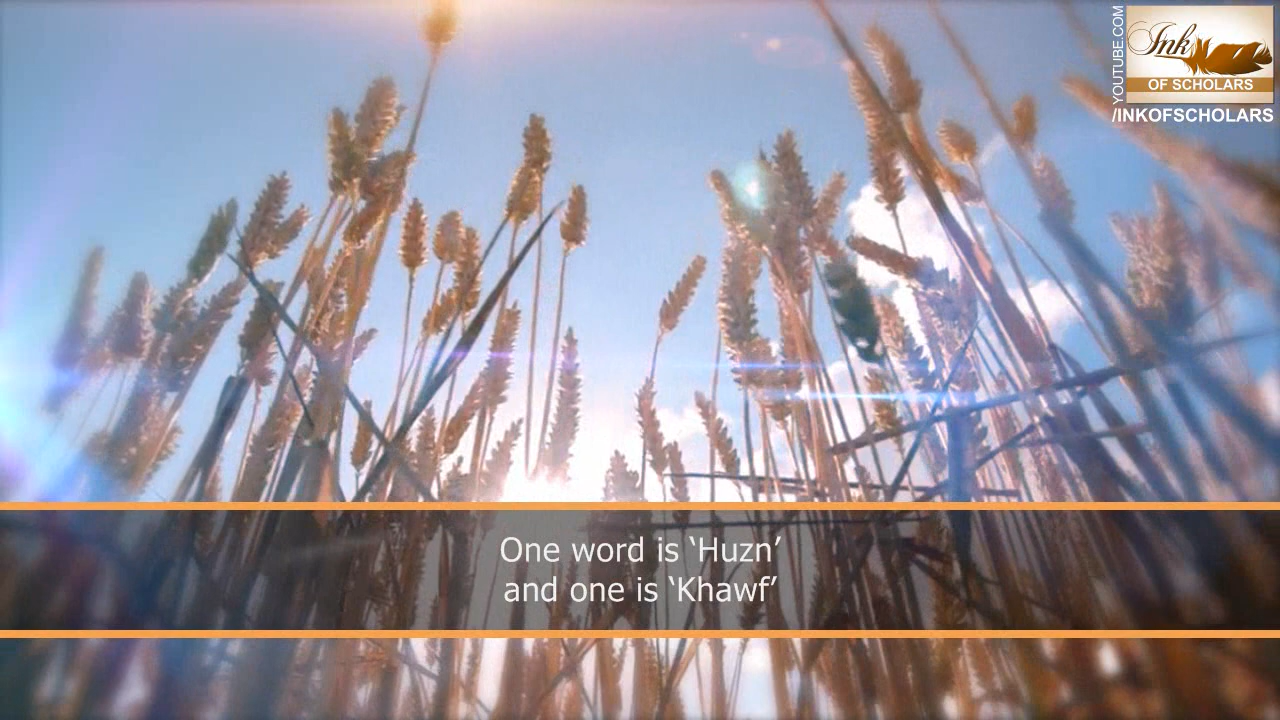 YOUTUBE.COM
Ink
OF SCHOLARS
/INKOFSCHOLARS
One word is ‘Huzn’
and one is ‘Khawf’